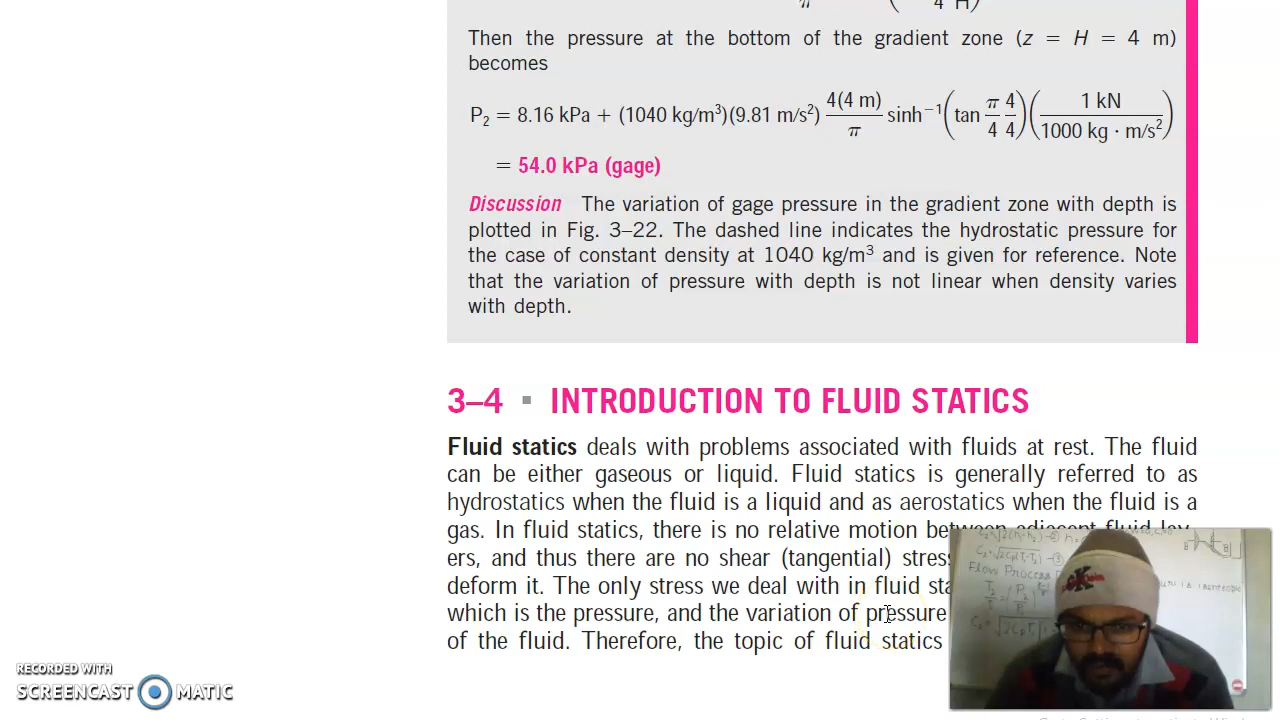 4 H
π
Then the pressure at the bottom of the gradient zone (z = H = 4 m)
becomes
P2 = 8.16 kPa + (1040 kg/m³)(9.81 m/s²) 4(4 m)/π sinh⁻¹(tan π/4 4/4)(1 kN/1000 kg · m/s²)
= 54.0 kPa (gage)
Discussion The variation of gage pressure in the gradient zone with depth is
plotted in Fig. 3–22. The dashed line indicates the hydrostatic pressure for
the case of constant density at 1040 kg/m³ and is given for reference. Note
that the variation of pressure with depth is not linear when density varies
with depth.
3–4 ▪ INTRODUCTION TO FLUID STATICS
Fluid statics deals with problems associated with fluids at rest. The fluid
can be either gaseous or liquid. Fluid statics is generally referred to as
hydrostatics when the fluid is a liquid and as aerostatics when the fluid is a
gas. In fluid statics, there is no relative motion between adjacent fluid lay-
ers, and thus there are no shear (tangential) stress
deform it. The only stress we deal with in fluid sta
which is the pressure, and the variation of pressure
of the fluid. Therefore, the topic of fluid statics
Flow Process
RECORDED WITH
SCREENCAST MATIC